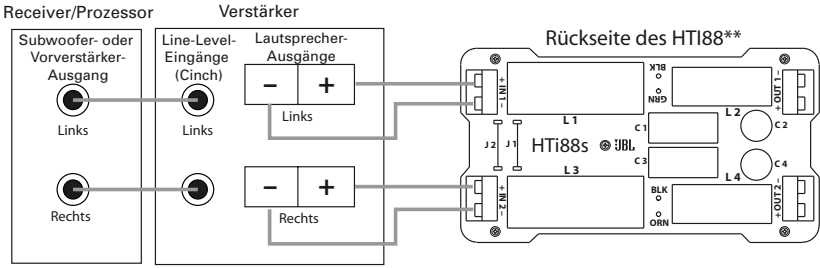 Receiver/Prozessor
Verstärker
Subwoofer- oder
Vorverstärker-
Ausgang
Links
Rechts
Line-Level-
Eingänge
(Cinch)
Links
Lautsprecher-
Ausgänge
− +
Links
− +
Rechts
Rückseite des HTI88**
+ IN 1 −
BLK
GRN
L 1
L 2
+ OUT 1 −
C 1
C 2
J 2
J 1
HTi88s
JBL
C 3
C 4
L 3
L 4
+ IN 2 −
BLK
ORN
+ OUT 2 −